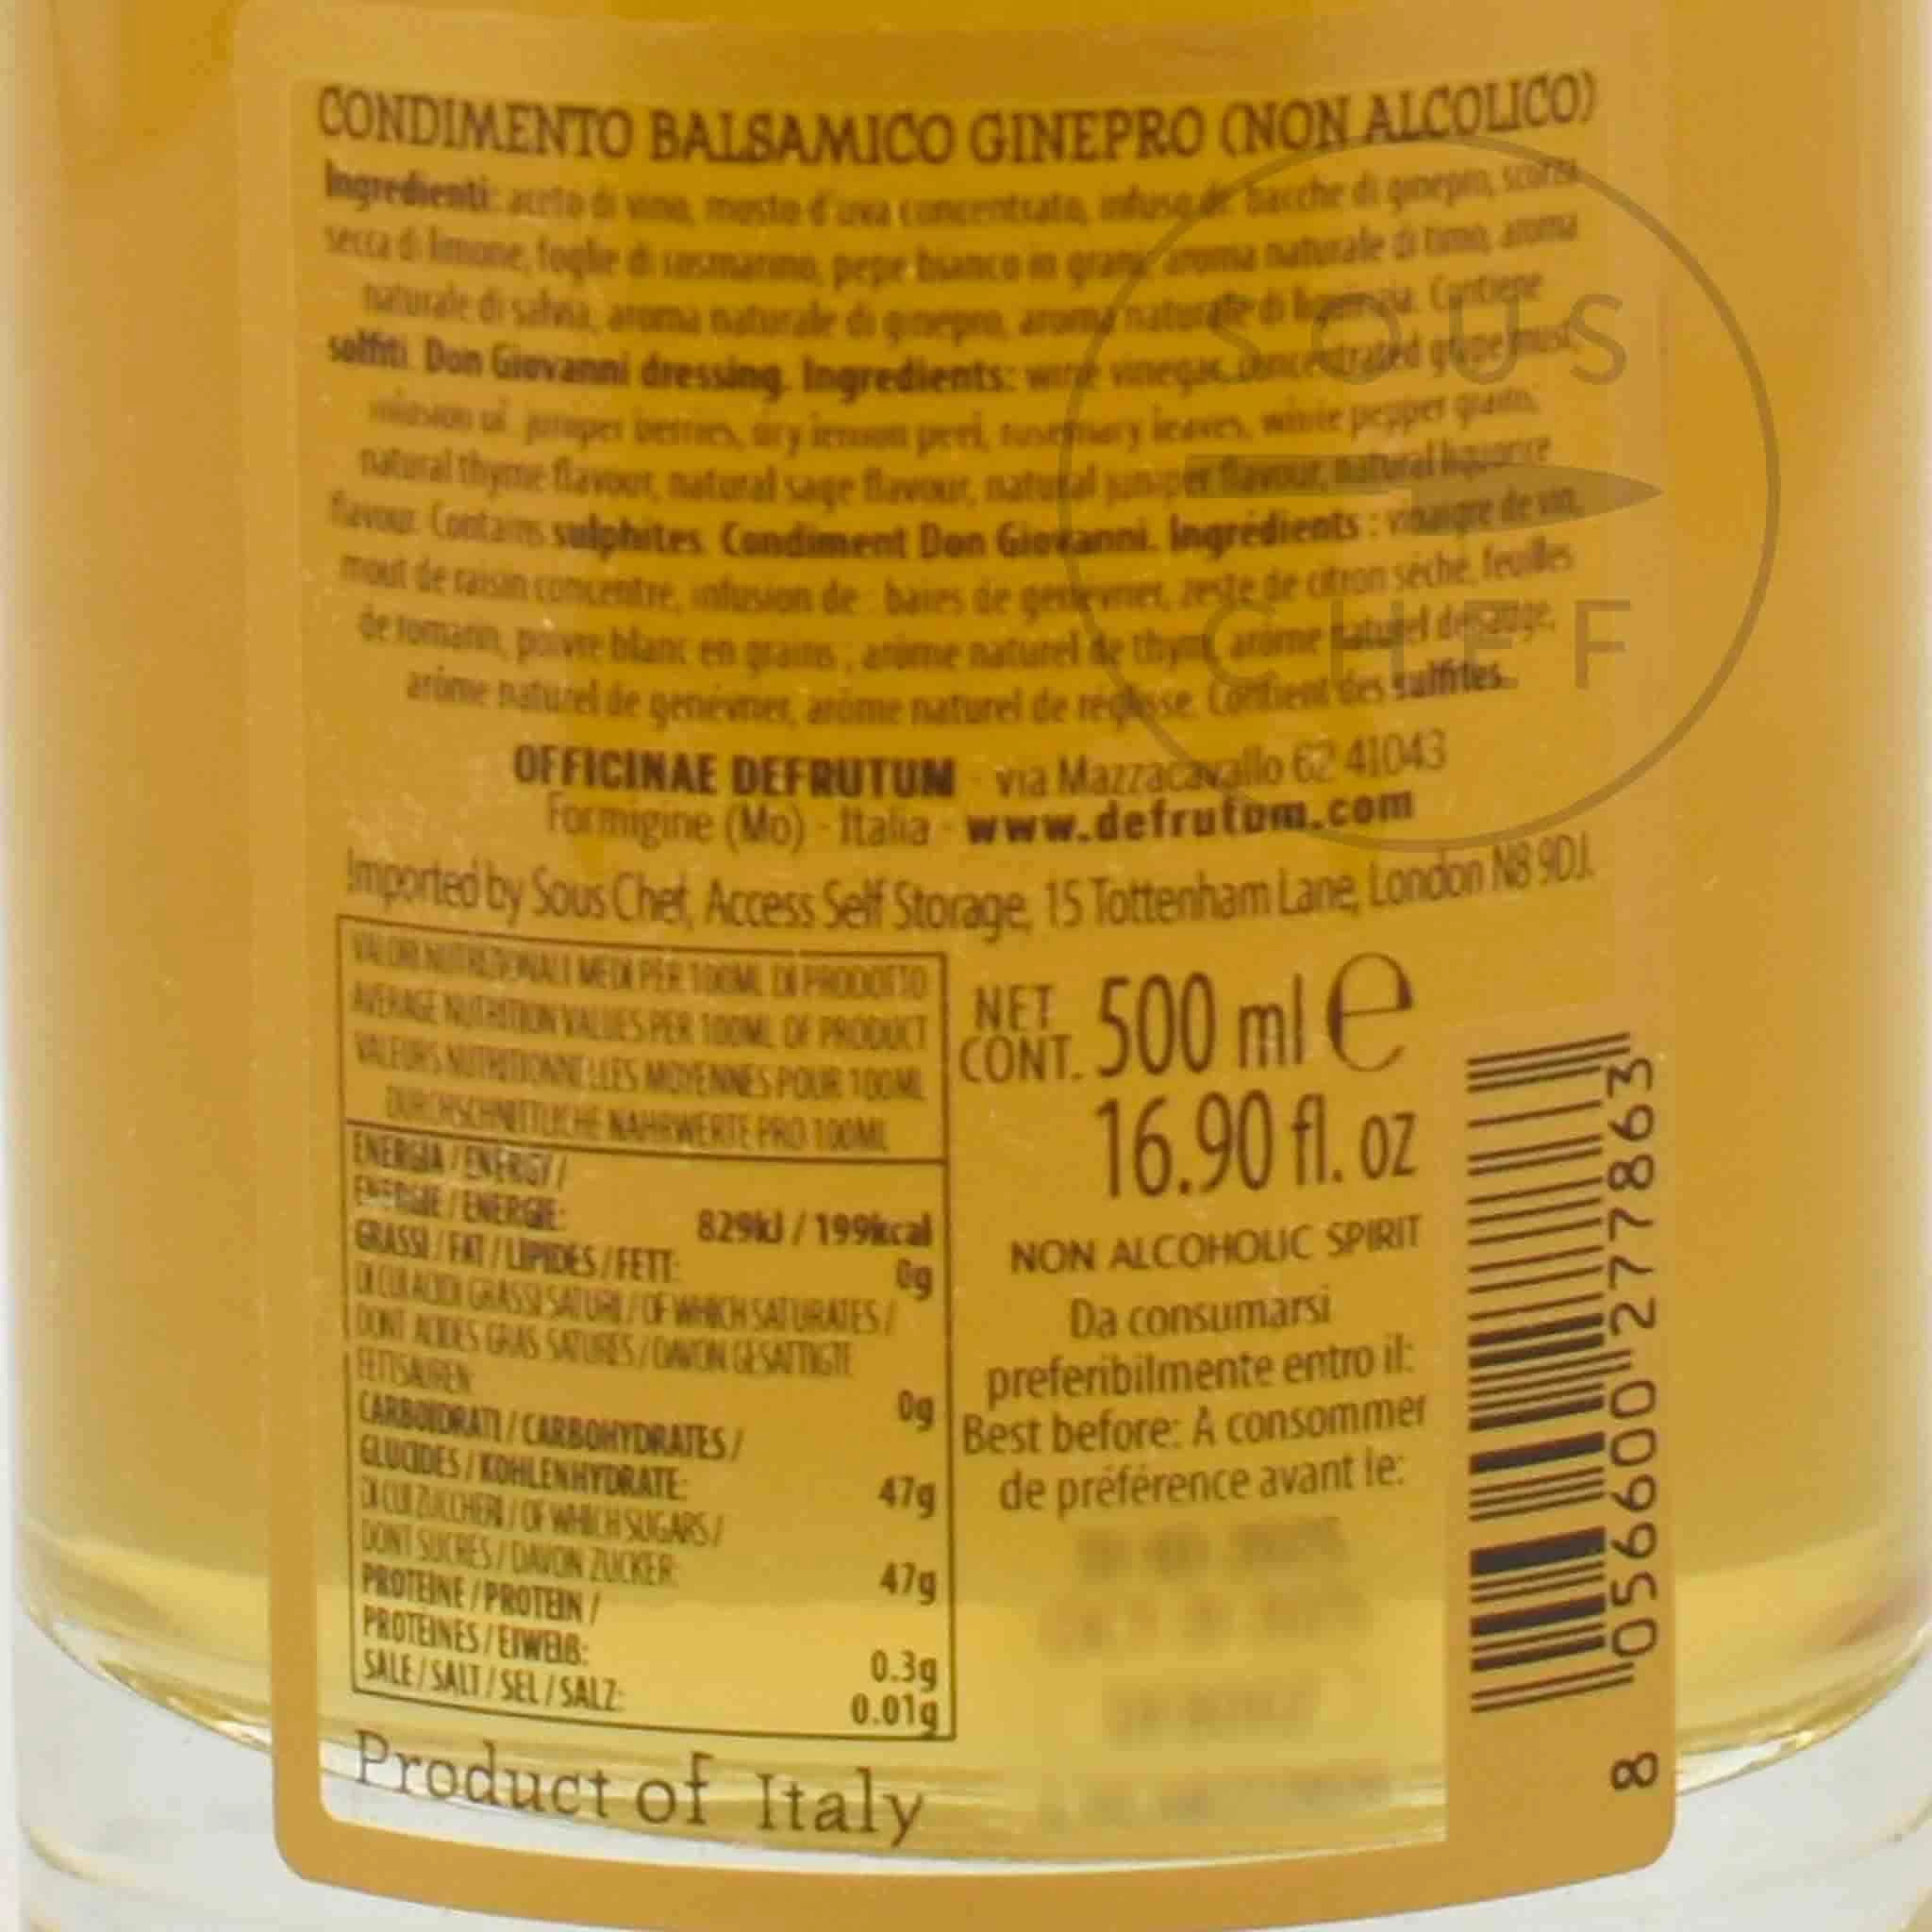 CONDIMENTO BALSAMICO GINEPRO (NON ALCOLICO)
Ingredienti: aceto di vino, mosto d'uva concentrato, infuso di: bacche di ginepro, scorza
secca di limone, foglie di rosmarino, pepe bianco in grani, aroma naturale di timo, aroma
naturale di salvia, aroma naturale di ginepro, aroma naturale di liquirizia. Contiene
solfiti. Don Giovanni dressing. Ingredients: wine vinegar, concentrated grape must,
infusion of: juniper berries, dry lemon peel, rosemary leaves, white pepper grains,
natural thyme flavour, natural sage flavour, natural juniper flavour, natural liquorice
flavour. Contains sulphites. Condiment Don Giovanni. Ingrédients : vinaigre de vin,
mout de raisin concentre, infusion de : baies de genévrier, zeste de citron séché, feuilles
de romarin, poivre blanc en grains ; arôme naturel de thym, arôme naturel de
arôme naturel de genévrier, arôme naturel de réglisse. Contient des sulfites.
OFFICINAE DEFRUTUM - via Mazzacavallo 62 41043
Formigine (Mo) - Italia - www.defrutum.com
Imported by Sous Chef, Access Self Storage, 15 Tottenham Lane, London N8 9DJ.
VALORI NUTRIZIONALI MEDI PER 100ML DI PRODOTTO
AVERAGE NUTRITION VALUES PER 100ML OF PRODUCT
VALEURS NUTRITIONNELLES MOYENNES POUR 100ML
DURCHSCHNITTLICHE NAHRWERTE PRO 100ML
ENERGIA / ENERGY /
ENERGIE / ENERGIE: 829kJ / 199kcal
GRASSI / FAT / LIPIDES / FETT: 0g
DI CUI ACIDI GRASSI SATURI / OF WHICH SATURATES /
DONT ACIDES GRAS SATURES / DAVON GESATTIGTE
FETTSAUREN 0g
CARBOIDRATI / CARBOHYDRATES /
GLUCIDES / KOHLENHYDRATE: 47g
DI CUI ZUCCHERI / OF WHICH SUGARS /
DONT SUCRES / DAVON ZUCKER: 47g
PROTEINE / PROTEIN /
PROTEINES / EIWEIß: 0.3g
SALE / SALT / SEL / SALZ: 0.01g
Product of Italy
NET
CONT. 500 ml e
16.90 fl. oz
NON ALCOHOLIC SPIRIT
Da consumarsi
preferibilmente entro il:
Best before: A consommer
de préférence avant le:
8 056600 277863
SOUS
CHEF